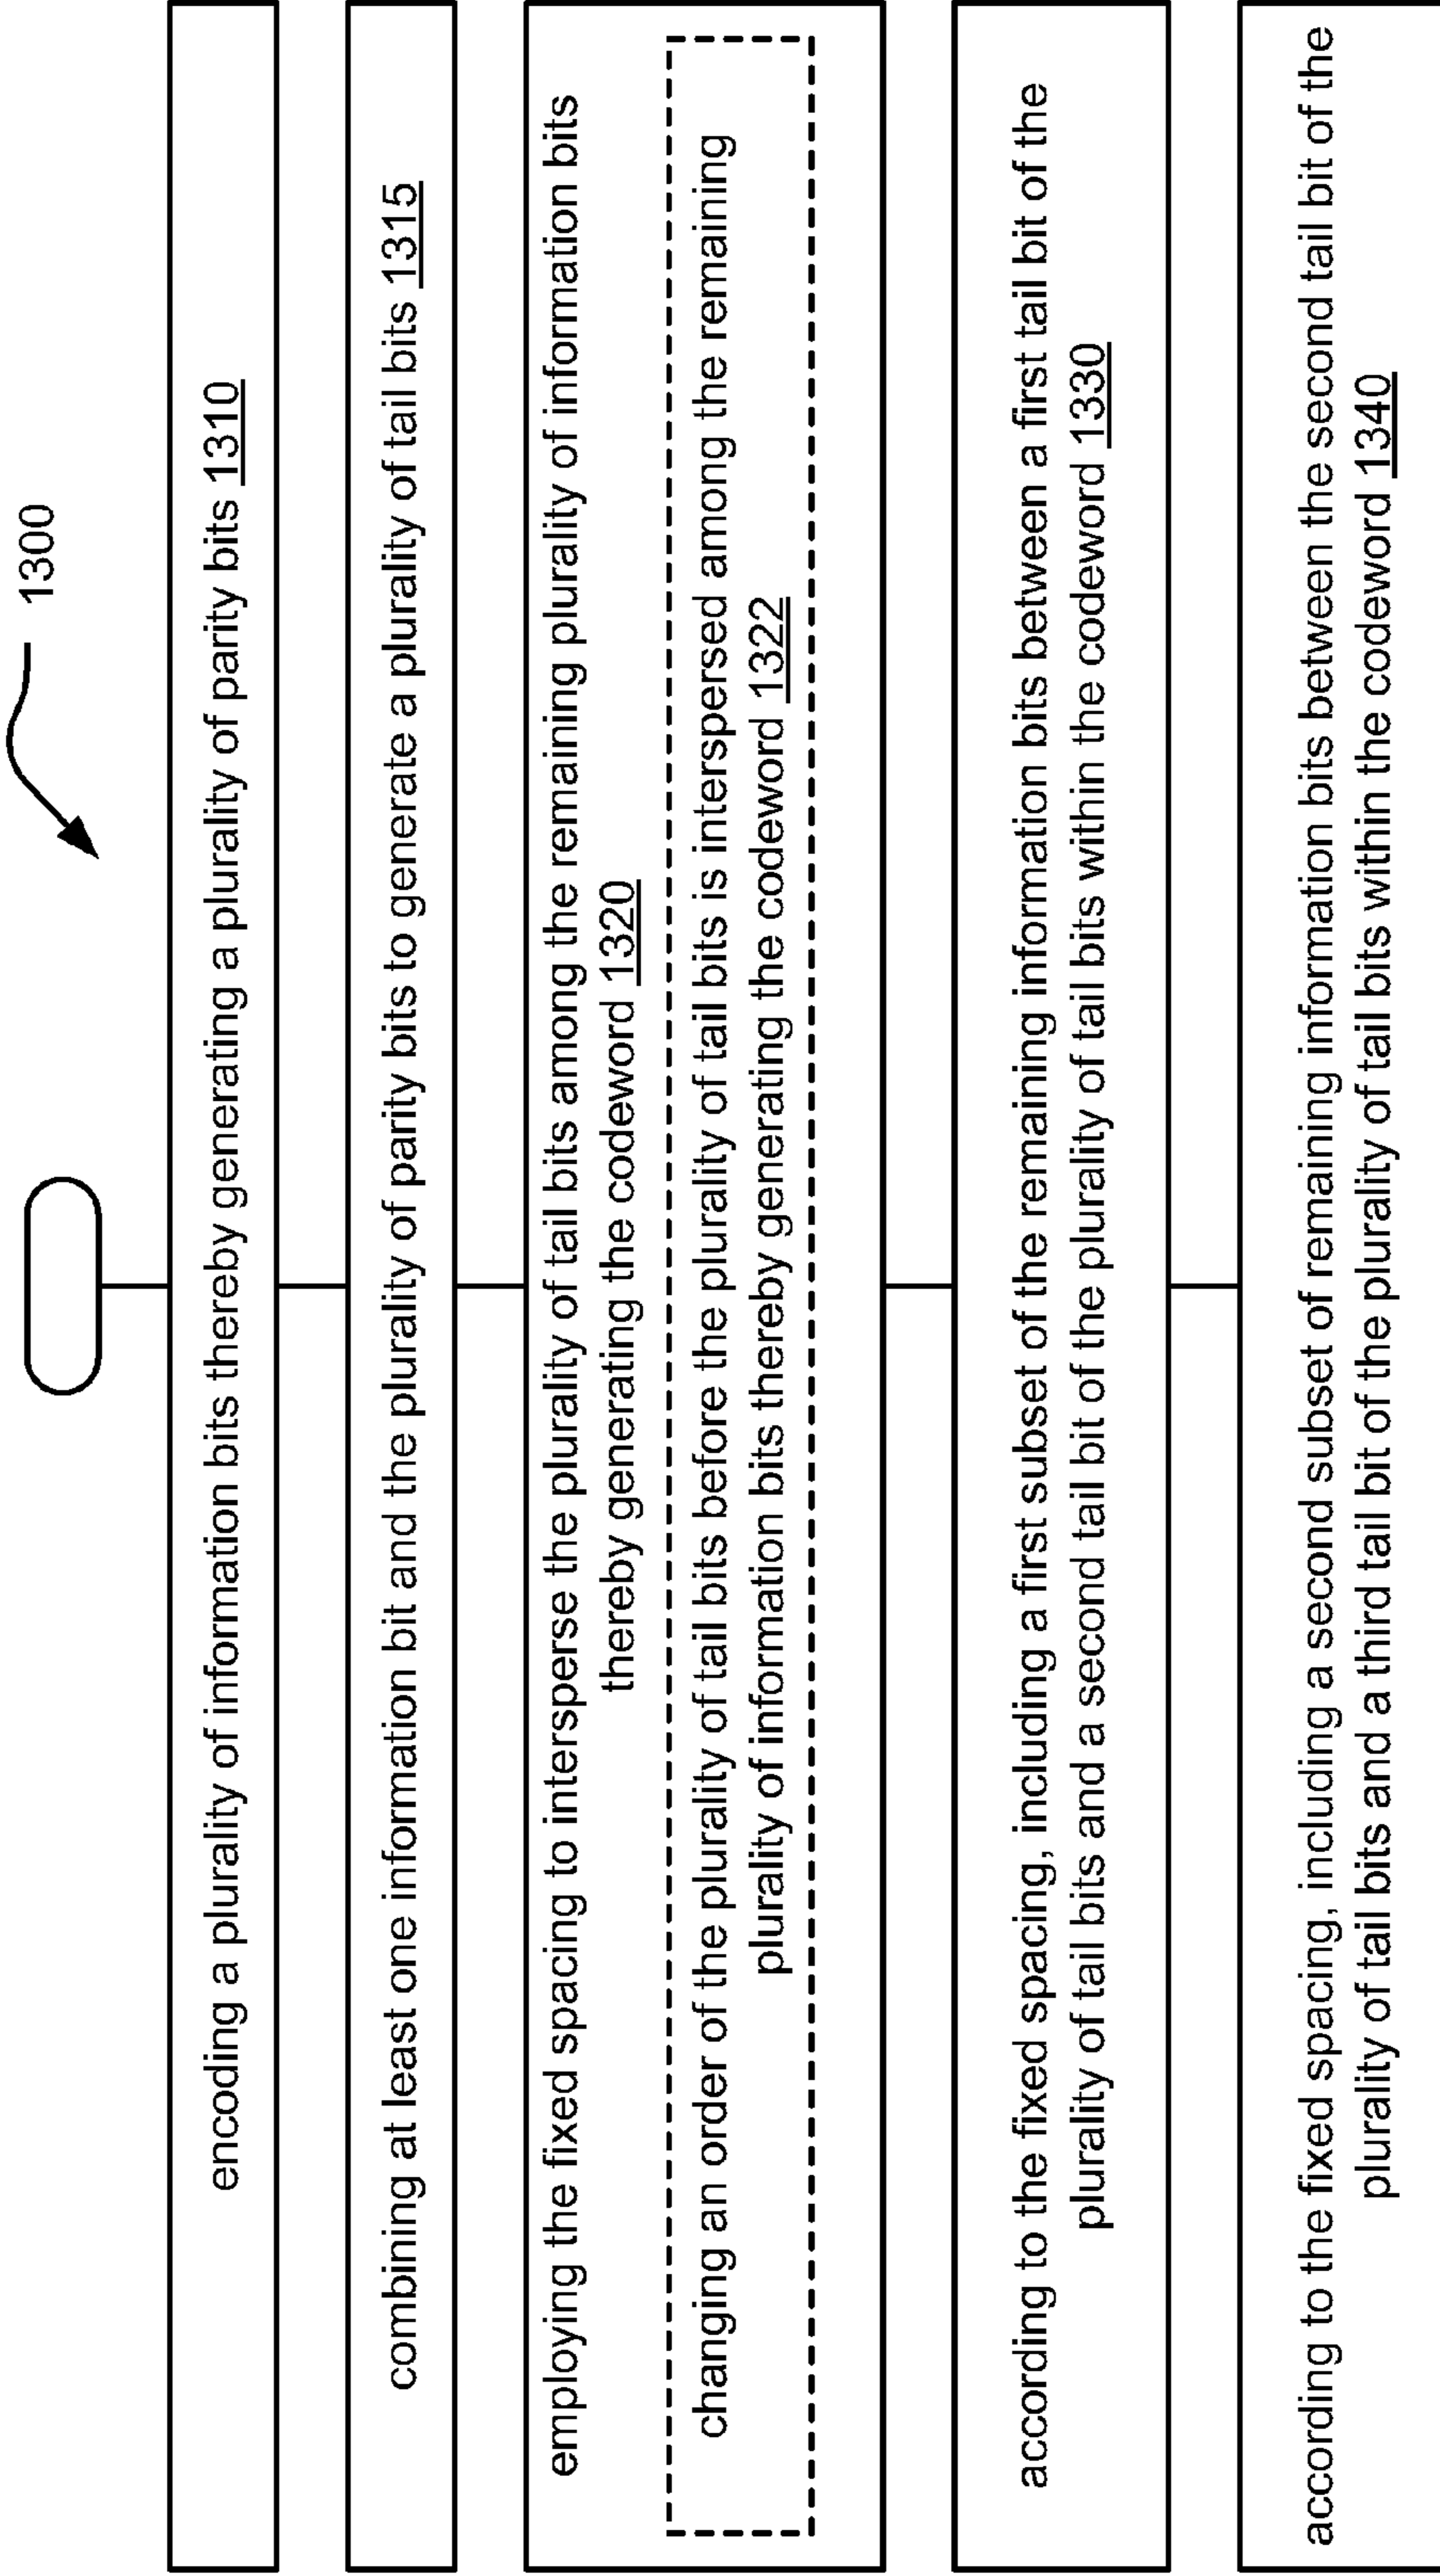 1300
encoding a plurality of information bits thereby generating a plurality of parity bits 1310
combining at least one information bit and the plurality of parity bits to generate a plurality of tail bits 1315
employing the fixed spacing to intersperse the plurality of tail bits among the remaining plurality of information bits
thereby generating the codeword 1320
changing an order of the plurality of tail bits before the plurality of tail bits is interspersed among the remaining
plurality of information bits thereby generating the codeword 1322
according to the fixed spacing, including a first subset of the remaining information bits between a first tail bit of the
plurality of tail bits and a second tail bit of the plurality of tail bits within the codeword 1330
according to the fixed spacing, including a second subset of remaining information bits between the second tail bit of the
plurality of tail bits and a third tail bit of the plurality of tail bits within the codeword 1340